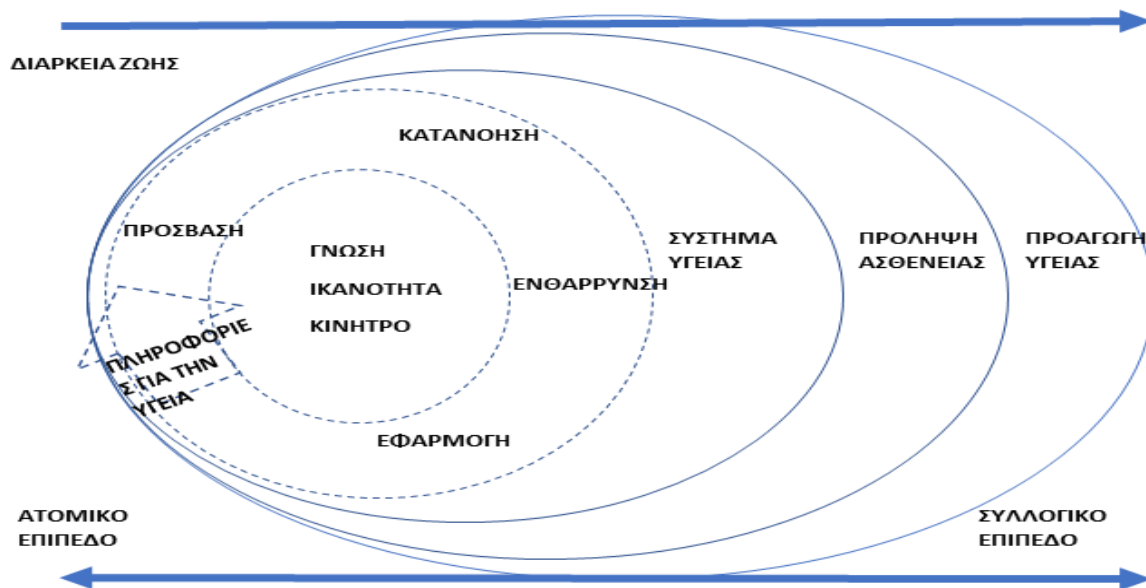 ΔΙΑΡΚΕΙΑ ΖΩΗΣ
ΚΑΤΑΝΟΗΣΗ
ΠΡΟΣΒΑΣΗ
ΓΝΩΣΗ
ΙΚΑΝΟΤΗΤΑ
ΚΙΝΗΤΡΟ
ΕΝΘΑΡΡΥΝΣΗ
ΣΥΣΤΗΜΑ
ΥΓΕΙΑΣ
ΠΡΟΛΗΨΗ
ΑΣΘΕΝΕΙΑΣ
ΠΡΟΑΓΩΓΗ
ΥΓΕΙΑΣ
ΠΛΗΡΟΦΟΡΙΕ
Σ ΓΙΑ ΤΗΝ
ΥΓΕΙΑ
ΕΦΑΡΜΟΓΗ
ΑΤΟΜΙΚΟ
ΕΠΙΠΕΔΟ
ΣΥΛΛΟΓΙΚΟ
ΕΠΙΠΕΔΟ